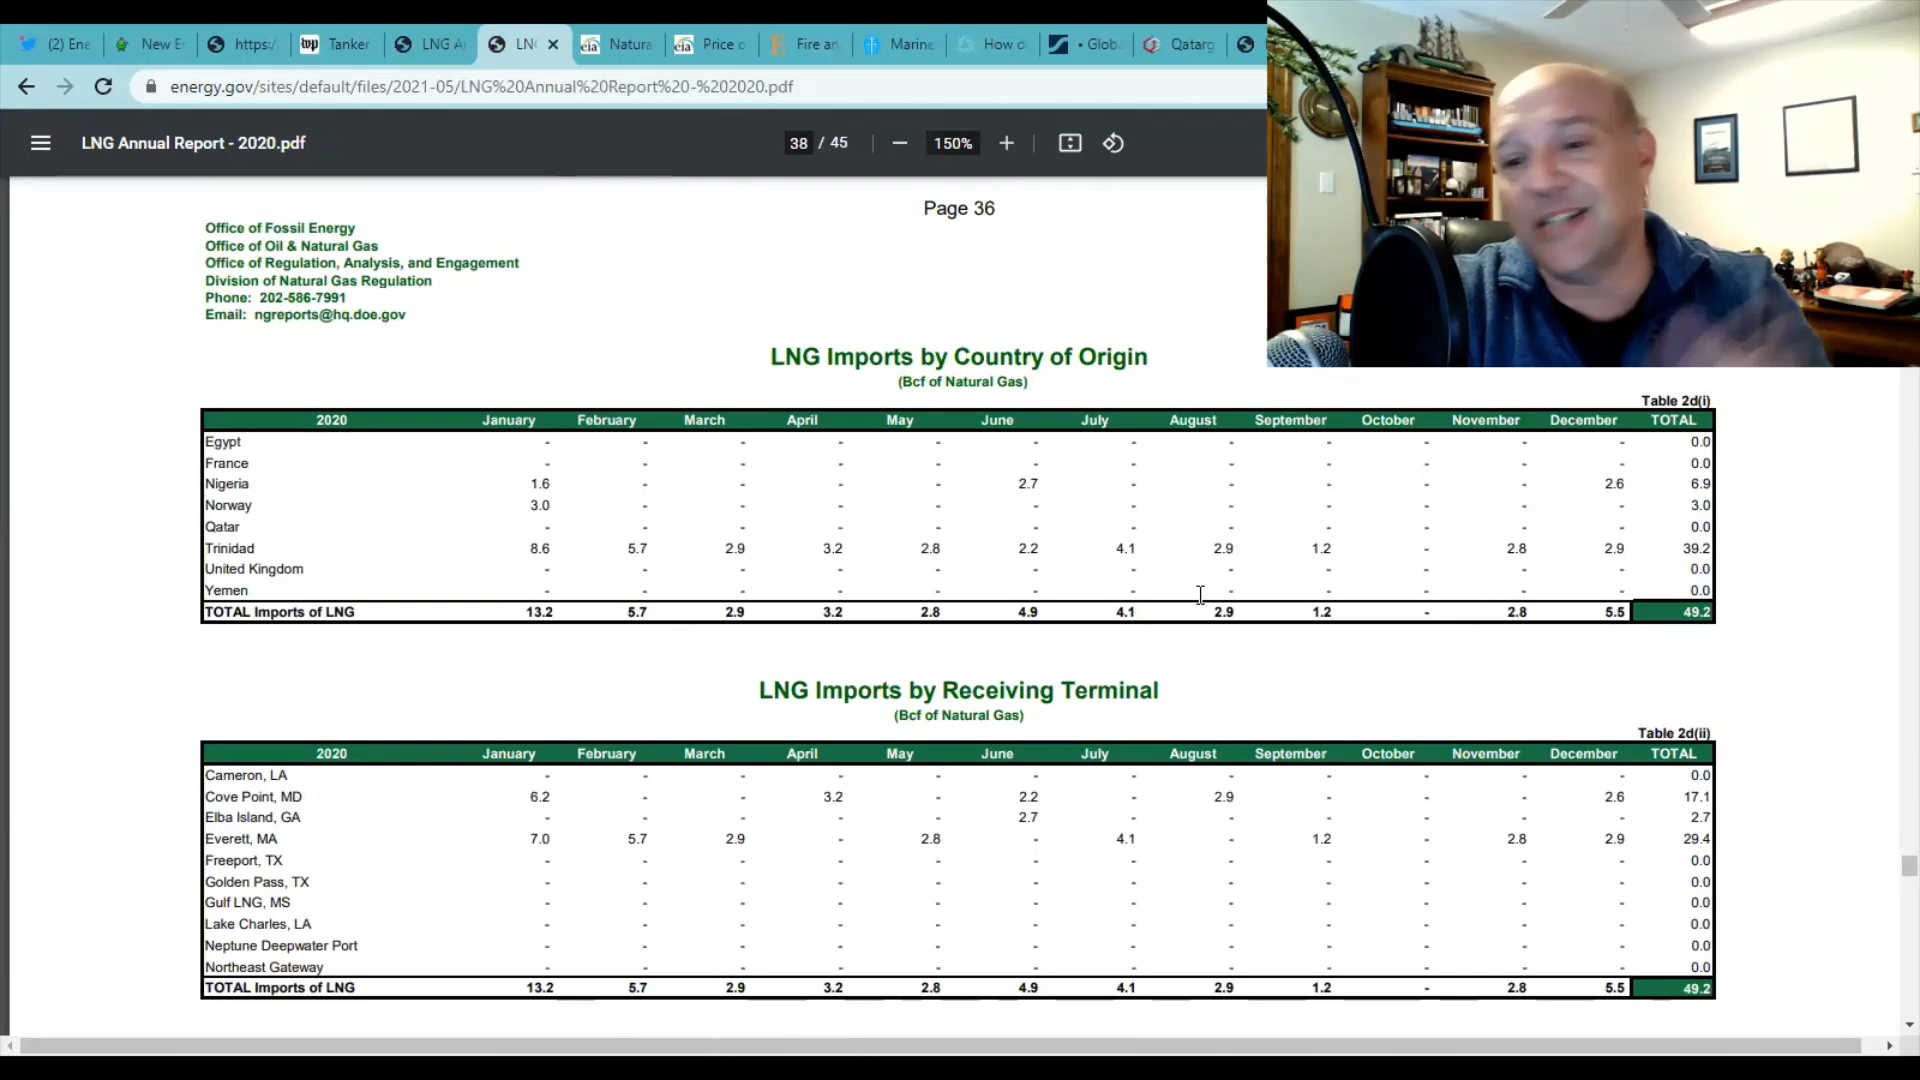 (2) Ene
New Er
https:/
wp Tanker
LNG A
LNG
eia Natura
eia Price o
E Fire an
Marine
How d
• Glob
Qatarg
energy.gov/sites/default/files/2021-05/LNG%20Annual%20Report%20-%202020.pdf
LNG Annual Report - 2020.pdf
38 / 45
150%
Page 36
Office of Fossil Energy
Office of Oil & Natural Gas
Office of Regulation, Analysis, and Engagement
Division of Natural Gas Regulation
Phone: 202-586-7991
Email: ngreports@hq.doe.gov
LNG Imports by Country of Origin
(Bcf of Natural Gas)
Table 2d(i)
2020 January February March April May June July August September October November December TOTAL
Egypt - - - - - - - - - - - - 0.0
France - - - - - - - - - - - - 0.0
Nigeria 1.6 - - - - 2.7 - - - - - 2.6 6.9
Norway 3.0 - - - - - - - - - - - 3.0
Qatar - - - - - - - - - - - - 0.0
Trinidad 8.6 5.7 2.9 3.2 2.8 2.2 4.1 2.9 1.2 - 2.8 2.9 39.2
United Kingdom - - - - - - - - - - - - 0.0
Yemen - - - - - - - - - - - - 0.0
TOTAL Imports of LNG 13.2 5.7 2.9 3.2 2.8 4.9 4.1 2.9 1.2 - 2.8 5.5 49.2
LNG Imports by Receiving Terminal
(Bcf of Natural Gas)
Table 2d(ii)
2020 January February March April May June July August September October November December TOTAL
Cameron, LA - - - - - - - - - - - - 0.0
Cove Point, MD 6.2 - - 3.2 - 2.2 - 2.9 - - - 2.6 17.1
Elba Island, GA - - - - - 2.7 - - - - - - 2.7
Everett, MA 7.0 5.7 2.9 - 2.8 - 4.1 - 1.2 - 2.8 2.9 29.4
Freeport, TX - - - - - - - - - - - - 0.0
Golden Pass, TX - - - - - - - - - - - - 0.0
Gulf LNG, MS - - - - - - - - - - - - 0.0
Lake Charles, LA - - - - - - - - - - - - 0.0
Neptune Deepwater Port - - - - - - - - - - - - 0.0
Northeast Gateway - - - - - - - - - - - - 0.0
TOTAL Imports of LNG 13.2 5.7 2.9 3.2 2.8 4.9 4.1 2.9 1.2 - 2.8 5.5 49.2